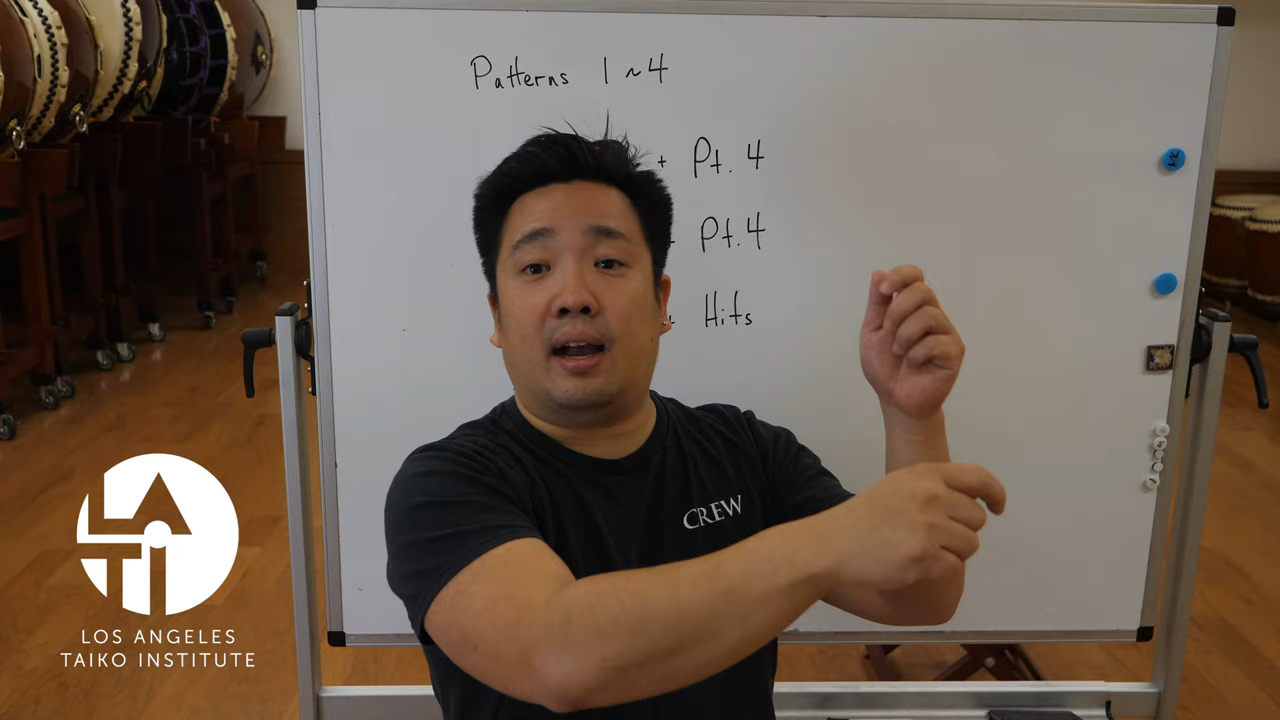 Patterns 1 ~ 4
+ Pt. 4
+ Pt. 4
+ Hits
CREW
LOS ANGELES
TAIKO INSTITUTE